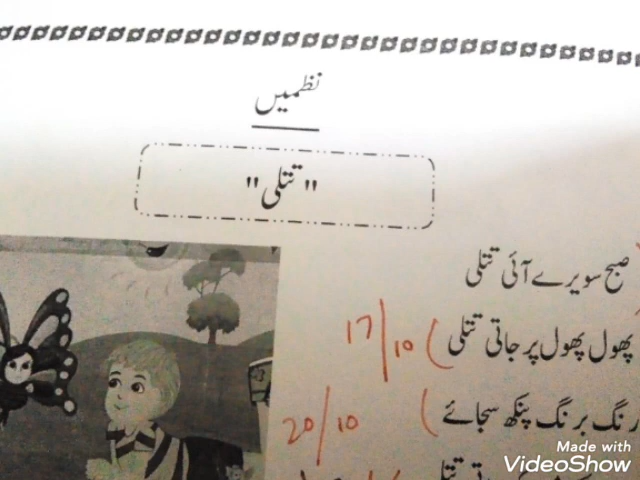 نظمیں
"تتلی"
صبح سویرے آئی تتلی
پھول پھول پر جاتی تتلی
17/10
رنگ برنگ پنکھ سجائے
20/10
Made with
VideoShow